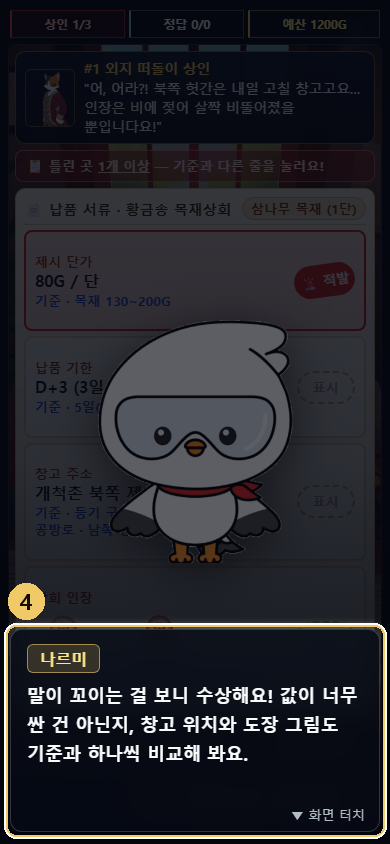 상인 1/3
정답 0/0
예산 1200G
#1 외지 떠돌이 상인
"어, 어라?! 북쪽 헛간은 내일 고칠 창고고요...
인장은 비에 젖어 살짝 비뚤어졌을
뿐입니다요!"
틀린 곳 1개 이상 — 기준과 다른 줄을 눌러요!
납품 서류 · 황금송 목재상회
삼나무 목재 (1단)
제시 단가
80G / 단
기준 · 목재 130~200G
적발
납품 기한
D+3 (3일
기준 · 5일
표시
창고 주소
개척촌 북쪽
기준 · 등기
공방로 · 남쪽
표시
인장
4
나르미
말이 꼬이는 걸 보니 수상해요! 값이 너무
싼 건 아닌지, 창고 위치와 도장 그림도
기준과 하나씩 비교해 봐요.
▼ 화면 터치